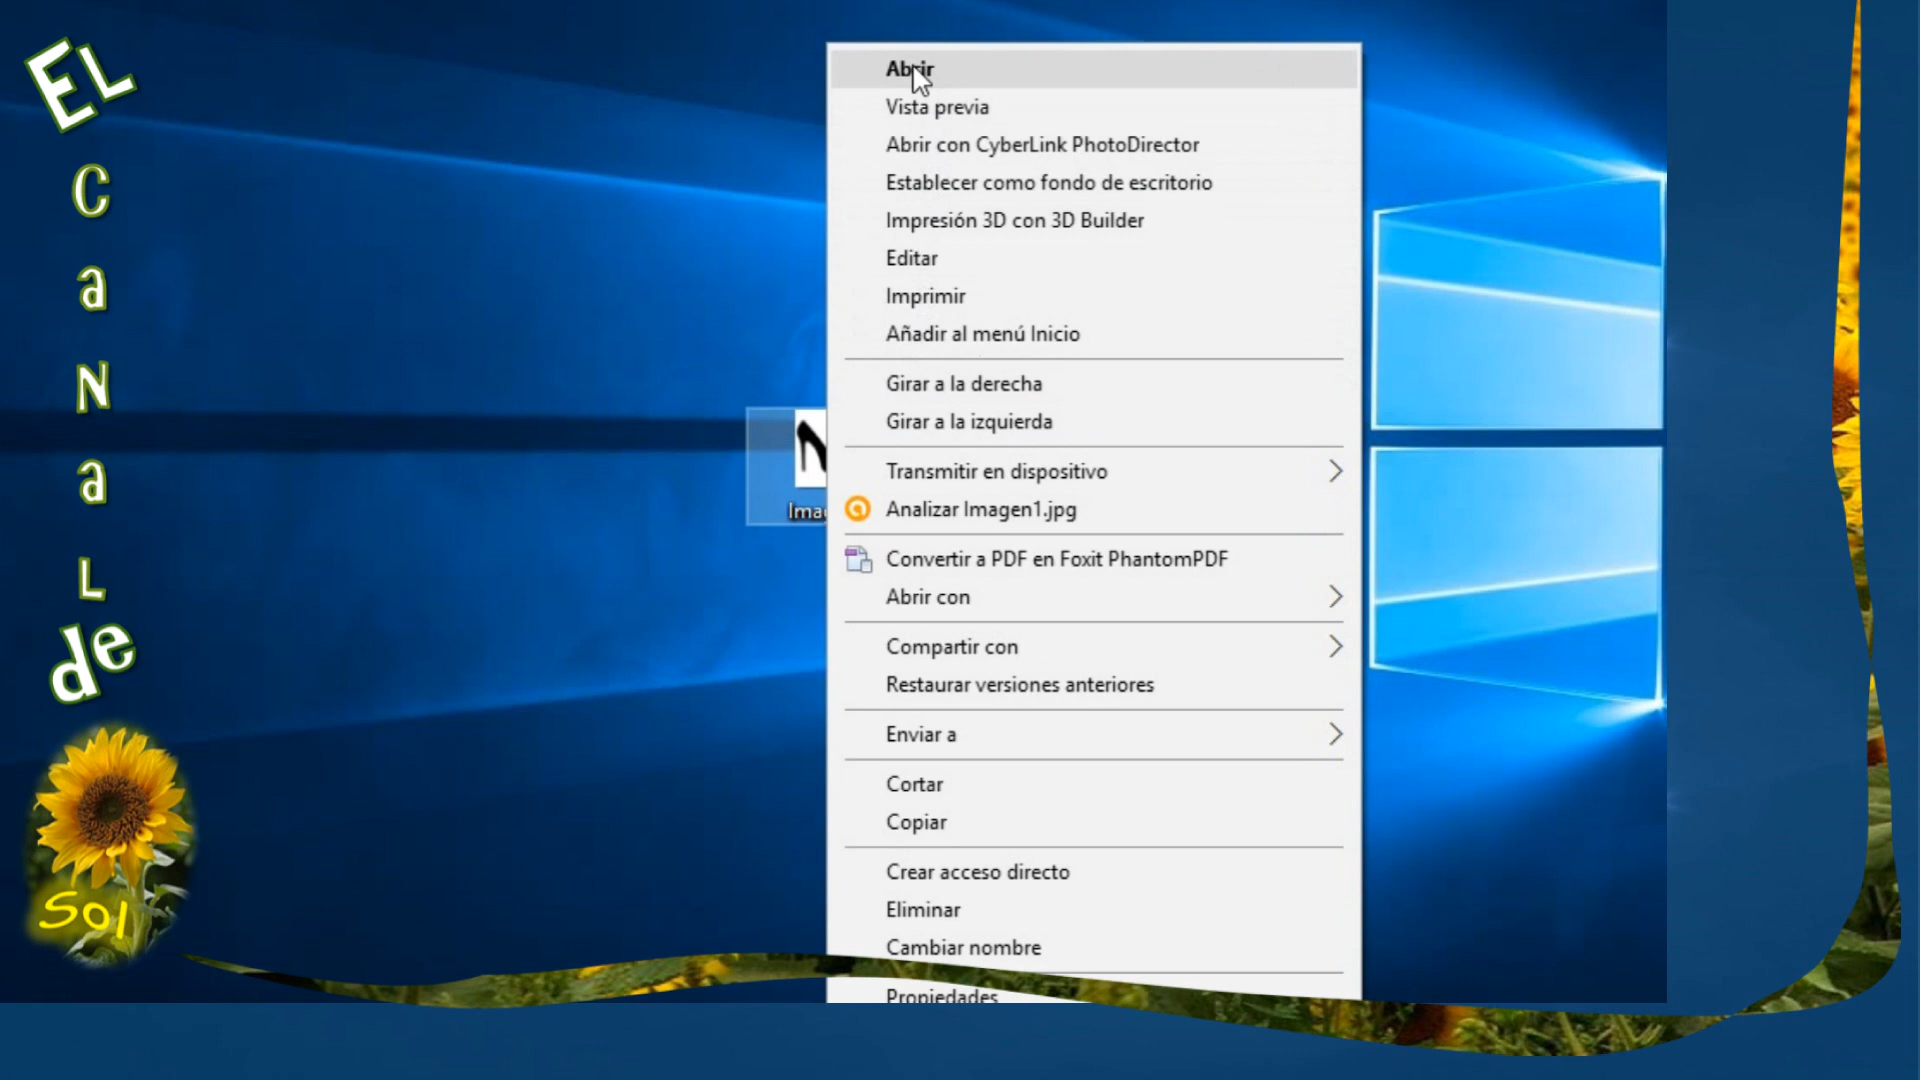 EL
C
a
N
a
L
de
Sol
Abrir
Vista previa
Abrir con CyberLink PhotoDirector
Establecer como fondo de escritorio
Impresión 3D con 3D Builder
Editar
Imprimir
Añadir al menú Inicio
Girar a la derecha
Girar a la izquierda
Transmitir en dispositivo
Analizar Imagen1.jpg
Convertir a PDF en Foxit PhantomPDF
Abrir con
Compartir con
Restaurar versiones anteriores
Enviar a
Cortar
Copiar
Crear acceso directo
Eliminar
Cambiar nombre
Propiedades